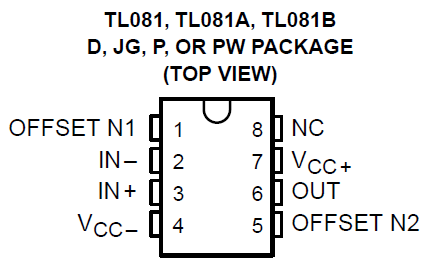 TL081, TL081A, TL081B
D, JG, P, OR PW PACKAGE
(TOP VIEW)
OFFSET N1 1 8 NC
IN− 2 7 VCC+
IN+ 3 6 OUT
VCC− 4 5 OFFSET N2